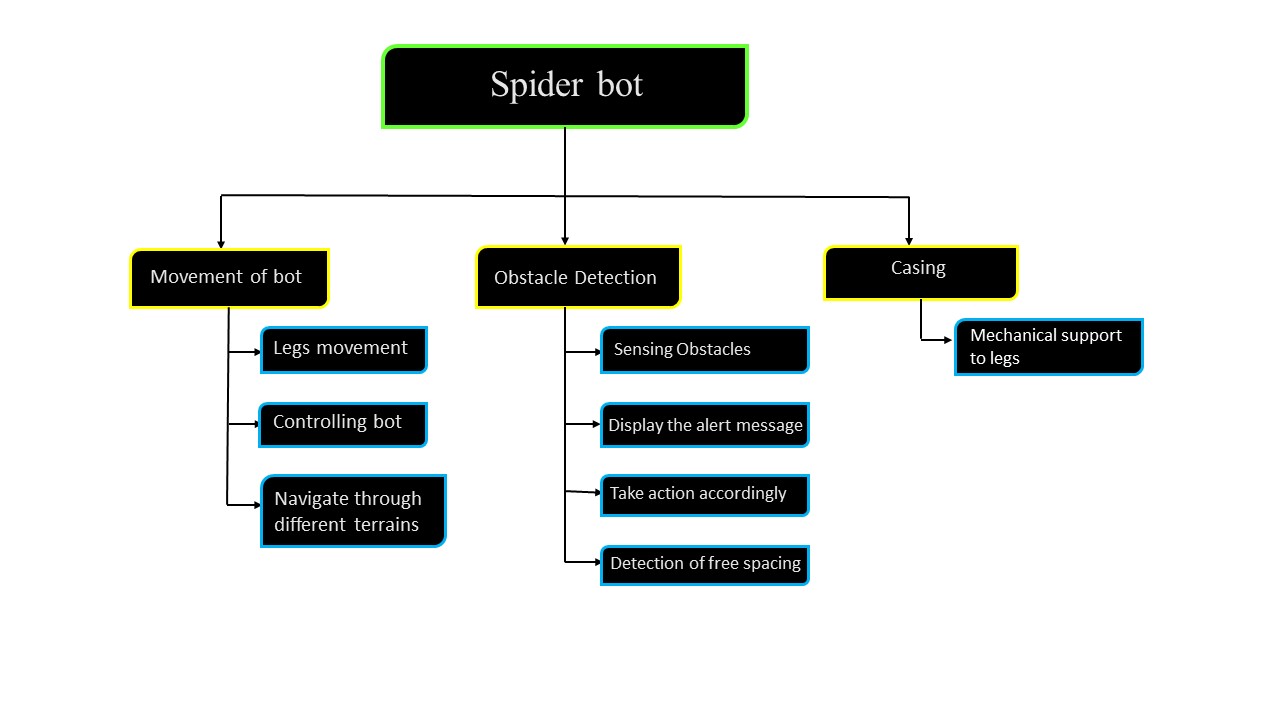 Spider bot
Movement of bot
Legs movement
Controlling bot
Navigate through
different terrains
Obstacle Detection
Sensing Obstacles
Display the alert message
Take action accordingly
Detection of free spacing
Casing
Mechanical support
to legs